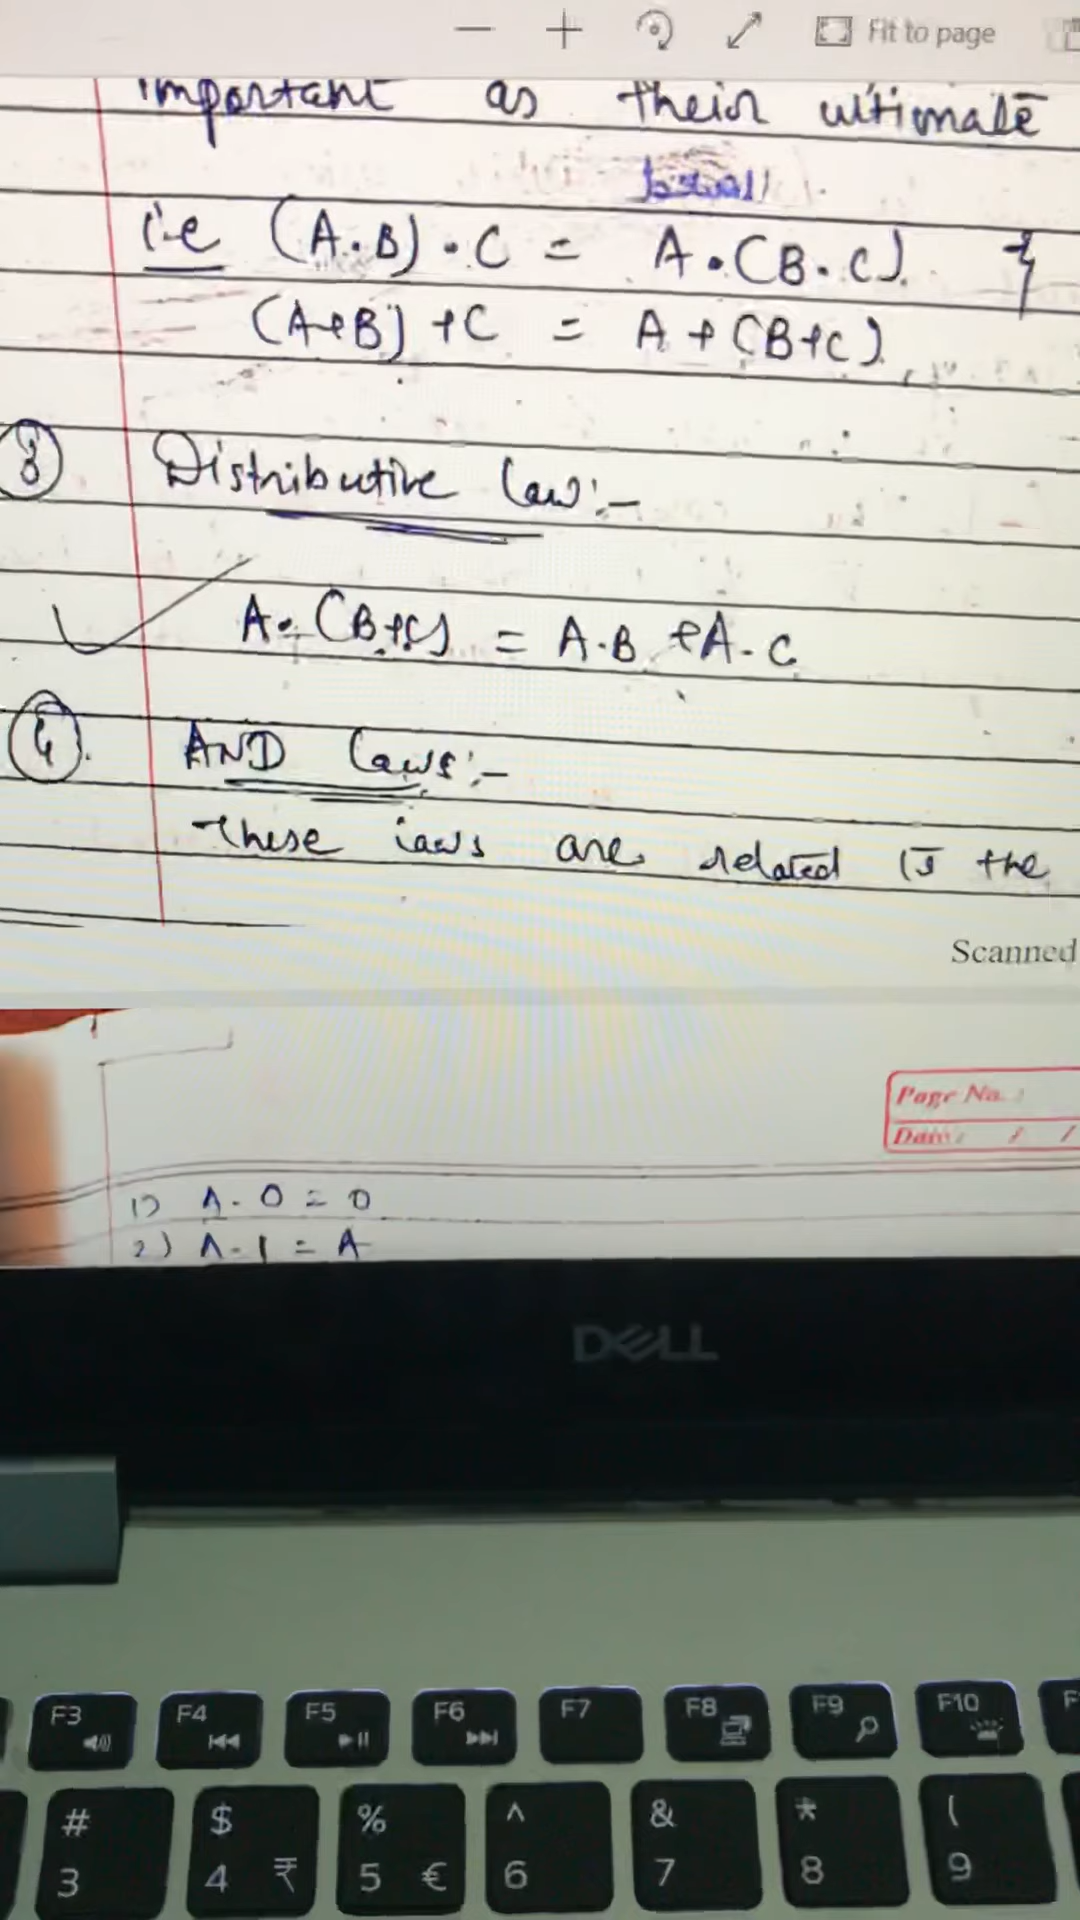 Fit to page
important as their ultimate
i.e (A.B).C = A.(B.C) }
(A+B)+C = A+(B+C)
3 Distributive Law:-
A.(B+C) = A.B+A.C
4. AND Laws:-
These laws are related to the
Scanned
Page No. :
Date: / /
1) A.0 = 0
2) A.1 = A
DELL
F3 F4 F5 F6 F7 F8 F9 F10 F
# $ % ^ & * (
3 4 ₹ 5 € 6 7 8 9